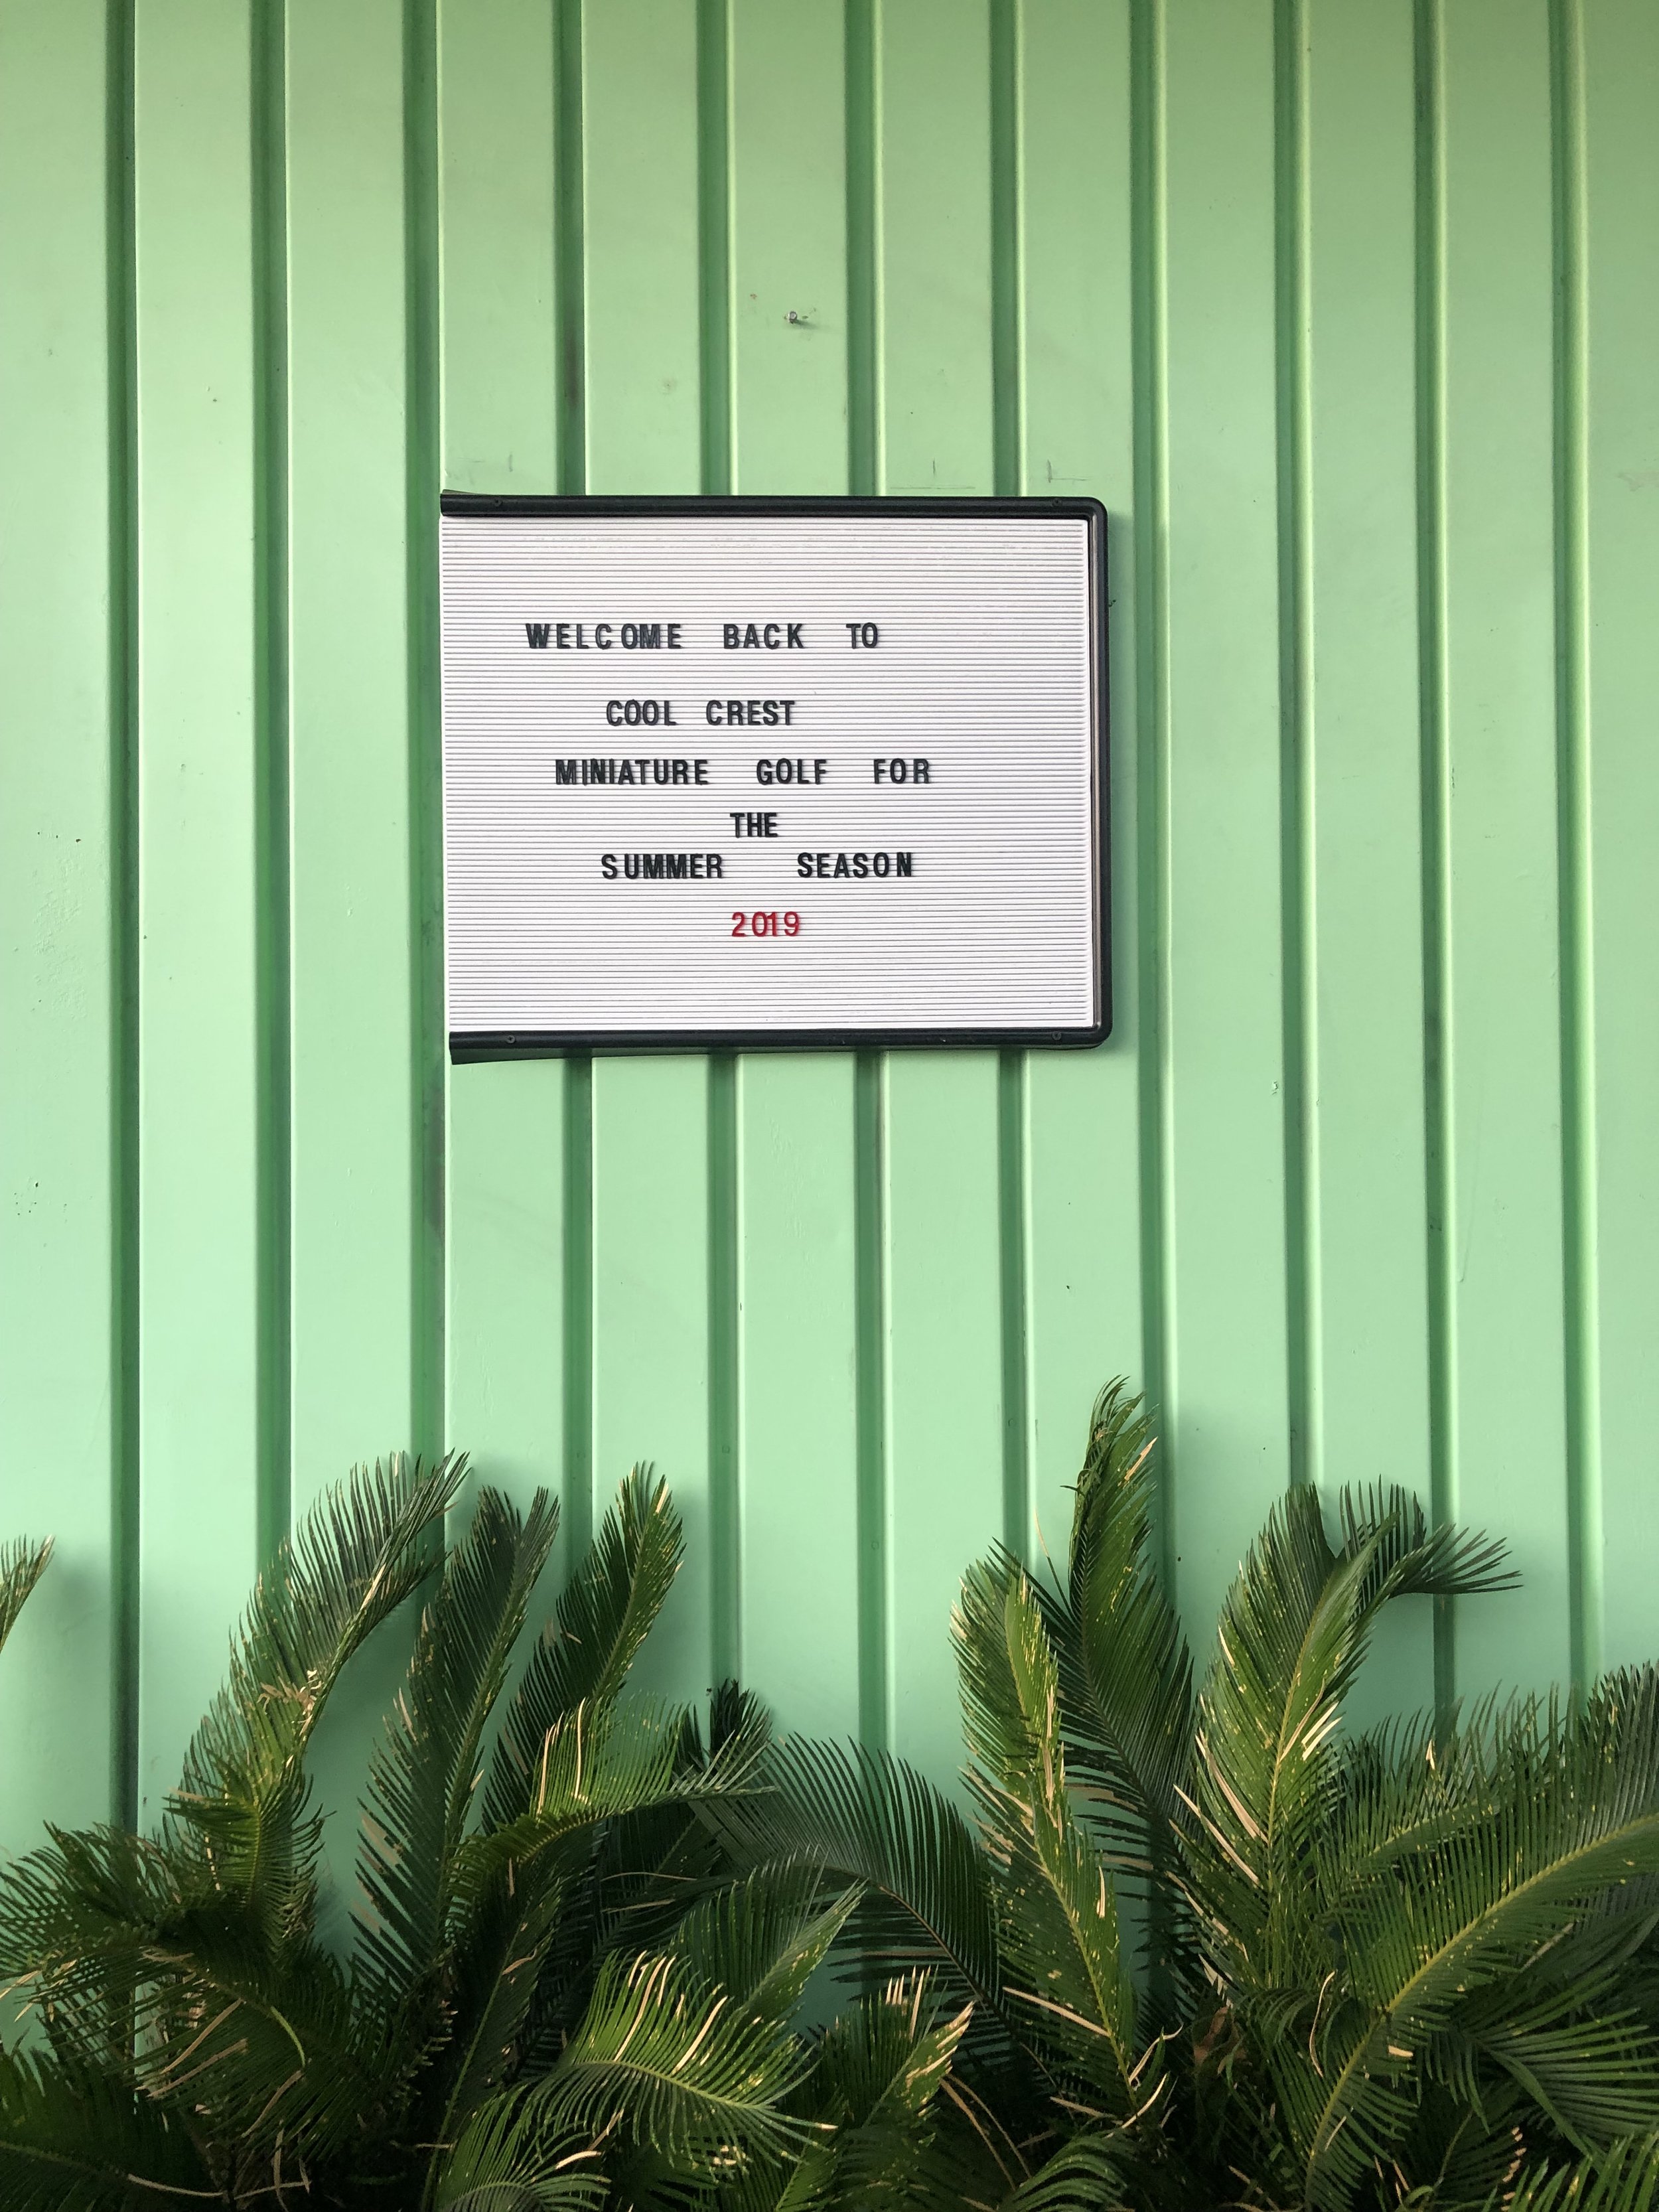 WELCOME BACK TO
COOL CREST
MINIATURE GOLF FOR
THE
SUMMER SEASON
2019